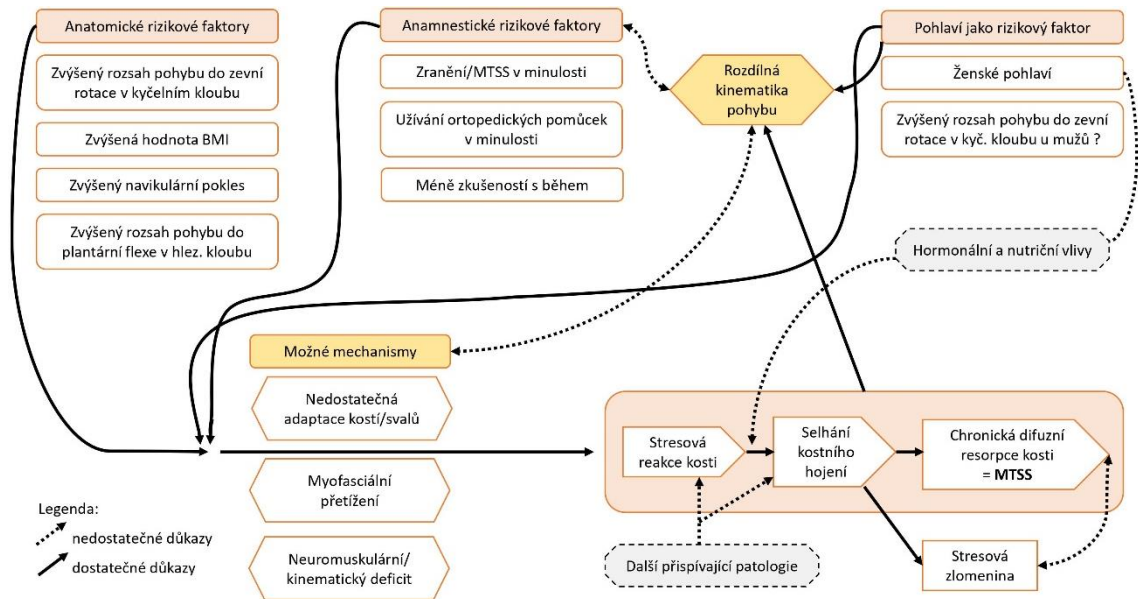 Anatomické rizikové faktory
Zvýšený rozsah pohybu do zevní
rotace v kyčelním kloubu
Zvýšená hodnota BMI
Zvýšený navikulární pokles
Zvýšený rozsah pohybu do
plantární flexe v hlez. kloubu
Anamnestické rizikové faktory
Zranění/MTSS v minulosti
Užívání ortopedických pomůcek
v minulosti
Méně zkušeností s během
Rozdílná
kinematika
pohybu
Pohlaví jako rizikový faktor
Ženské pohlaví
Zvýšený rozsah pohybu do zevní
rotace v kyč. kloubu u mužů ?
Hormonální a nutriční vlivy
Možné mechanismy
Nedostatečná
adaptace kostí/svalů
Myofasciální
přetížení
Neuromuskulární/
kinematický deficit
Stresová
reakce kosti
Selhání
kostního
hojení
Chronická difuzní
resorpce kosti
= MTSS
Další přispívající patologie
Stresová
zlomenina
Legenda:
nedostatečné důkazy
dostatečné důkazy